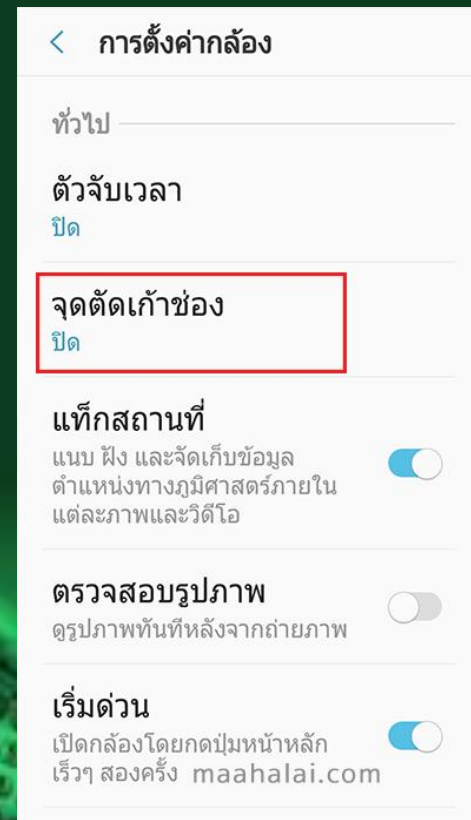 การตั้งค่ากล้อง
ทั่วไป
ตัวจับเวลา
ปิด
จุดตัดเก้าช่อง
ปิด
แท็กสถานที่
แนบ ฝัง และจัดเก็บข้อมูล
ตำแหน่งทางภูมิศาสตร์ภายใน
แต่ละภาพและวิดีโอ
ตรวจสอบรูปภาพ
ดูรูปภาพทันทีหลังจากถ่ายภาพ
เริ่มด่วน
เปิดกล้องโดยกดปุ่มหน้าหลัก
เร็วๆ สองครั้ง maahalai.com